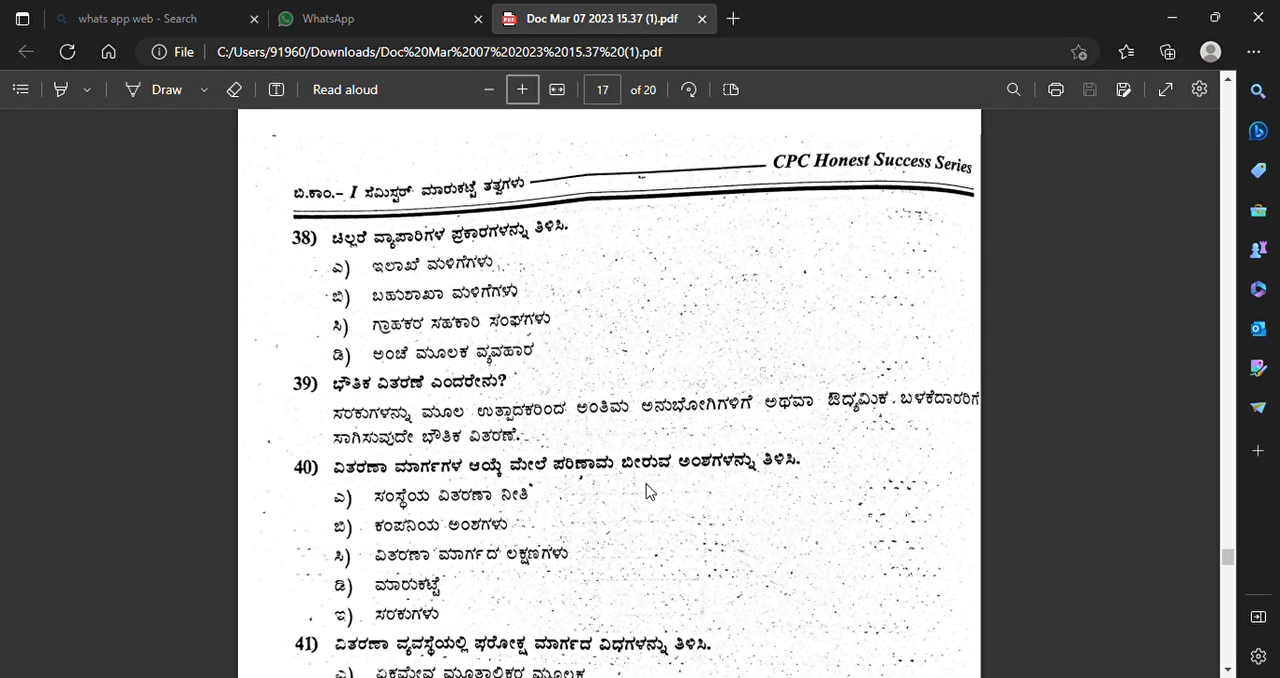 whats app web - Search
WhatsApp
Doc Mar 07 2023 15.37 (1).pdf
File C:/Users/91960/Downloads/Doc%20Mar%2007%202023%2015.37%20(1).pdf
Draw
Read aloud
17 of 20
CPC Honest Success Series
ಬಿ.ಕಾಂ.- I ಸೆಮಿಸ್ಟರ್ ಮಾರುಕಟ್ಟೆ ತತ್ವಗಳು
38) ಚಿಲ್ಲರೆ ವ್ಯಾಪಾರಿಗಳ ಪ್ರಕಾರಗಳನ್ನು ತಿಳಿಸಿ.
ಎ) ಇಲಾಖೆ ಮಳಿಗೆಗಳು
ಬಿ) ಬಹುಶಾಖಾ ಮಳಿಗೆಗಳು
ಸಿ) ಗ್ರಾಹಕರ ಸಹಕಾರಿ ಸಂಘಗಳು
ಡಿ) ಅಂಚೆ ಮೂಲಕ ವ್ಯವಹಾರ
39) ಭೌತಿಕ ವಿತರಣೆ ಎಂದರೇನು?
ಸರಕುಗಳನ್ನು ಮೂಲ ಉತ್ಪಾದಕರಿಂದ ಅಂತಿಮ ಅನುಭೋಗಿಗಳಿಗೆ ಅಥವಾ ಔದ್ಯಮಿಕ ಬಳಕೆದಾರರಿಗೆ
ಸಾಗಿಸುವುದೇ ಭೌತಿಕ ವಿತರಣೆ.
40) ವಿತರಣಾ ಮಾರ್ಗಗಳ ಆಯ್ಕೆ ಮೇಲೆ ಪರಿಣಾಮ ಬೀರುವ ಅಂಶಗಳನ್ನು ತಿಳಿಸಿ.
ಎ) ಸಂಸ್ಥೆಯ ವಿತರಣಾ ನೀತಿ
ಬಿ) ಕಂಪನಿಯ ಅಂಶಗಳು
ಸಿ) ವಿತರಣಾ ಮಾರ್ಗದ ಲಕ್ಷಣಗಳು
ಡಿ) ಮಾರುಕಟ್ಟೆ
ಇ) ಸರಕುಗಳು
41) ವಿತರಣಾ ವ್ಯವಸ್ಥೆಯಲ್ಲಿ ಪರೋಕ್ಷ ಮಾರ್ಗದ ವಿಧಗಳನ್ನು ತಿಳಿಸಿ.
ಎ) ಏಕಮೇವ ಮಾತಾಳಿಕರ ಮೂಲಕ